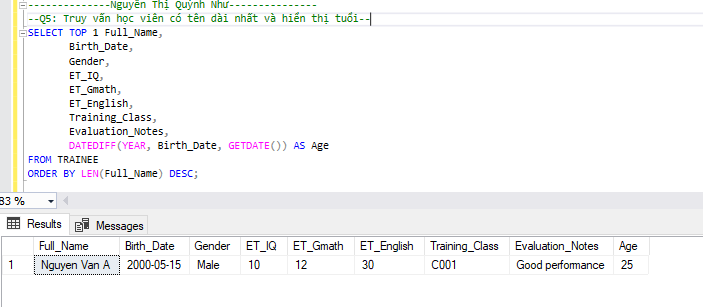 --------------Nguyễn Thị Quỳnh Như---------------
--Q5: Truy vấn học viên có tên dài nhất và hiển thị tuổi--
SELECT TOP 1 Full_Name,
Birth_Date,
Gender,
ET_IQ,
ET_Gmath,
ET_English,
Training_Class,
Evaluation_Notes,
DATEDIFF(YEAR, Birth_Date, GETDATE()) AS Age
FROM TRAINEE
ORDER BY LEN(Full_Name) DESC;
83 %
Results Messages
Full_Name Birth_Date Gender ET_IQ ET_Gmath ET_English Training_Class Evaluation_Notes Age
1 Nguyen Van A 2000-05-15 Male 10 12 30 C001 Good performance 25